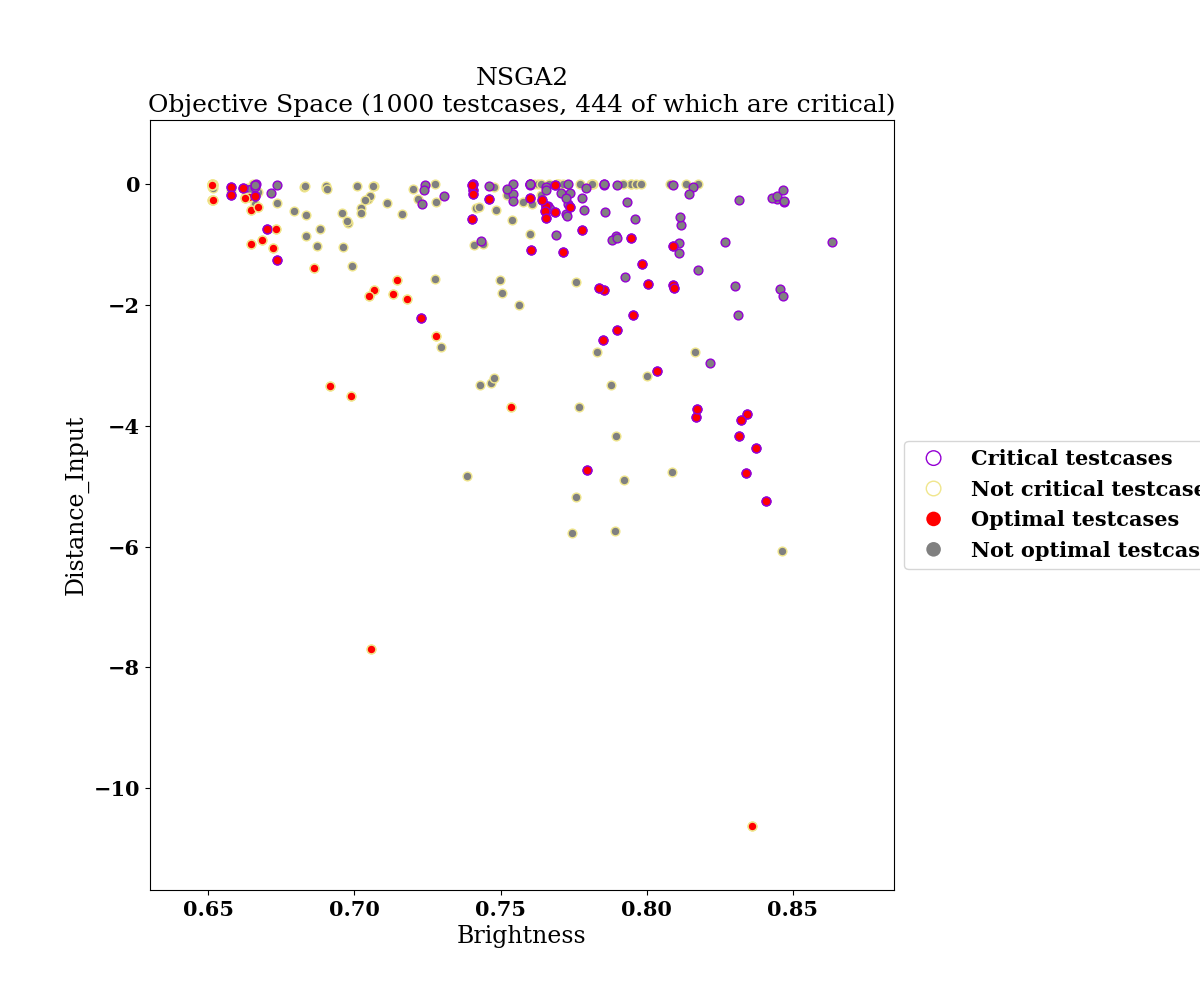 NSGA2
Objective Space (1000 testcases, 444 of which are critical)
0
−2
−4
−6
−8
−10
Distance_Input
0.65 0.70 0.75 0.80 0.85
Brightness
Critical testcases
Not critical testcase
Optimal testcases
Not optimal testcas